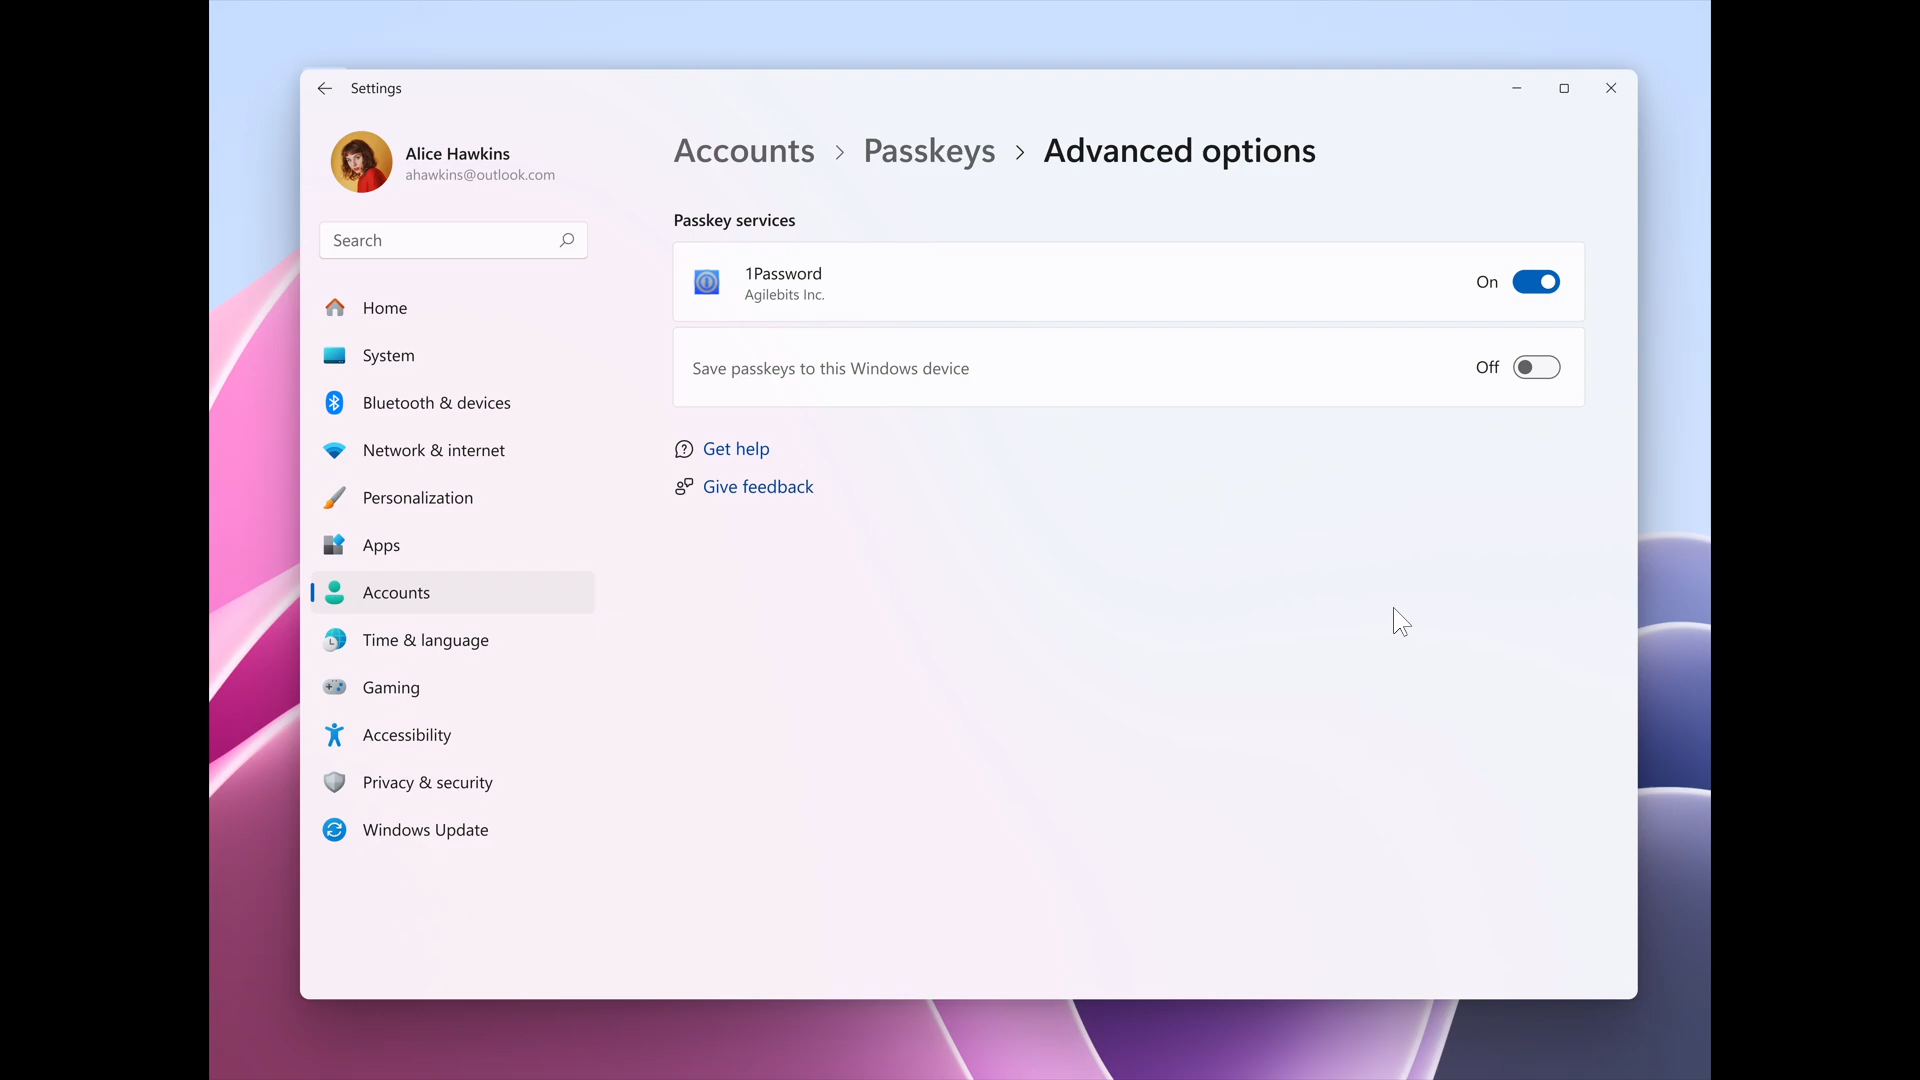 Settings
Alice Hawkins
ahawkins@outlook.com
Search
Home
System
Bluetooth & devices
Network & internet
Personalization
Apps
Accounts
Time & language
Gaming
Accessibility
Privacy & security
Windows Update
Accounts > Passkeys > Advanced options
Passkey services
1Password
Agilebits Inc.
On
Save passkeys to this Windows device
Off
Get help
Give feedback